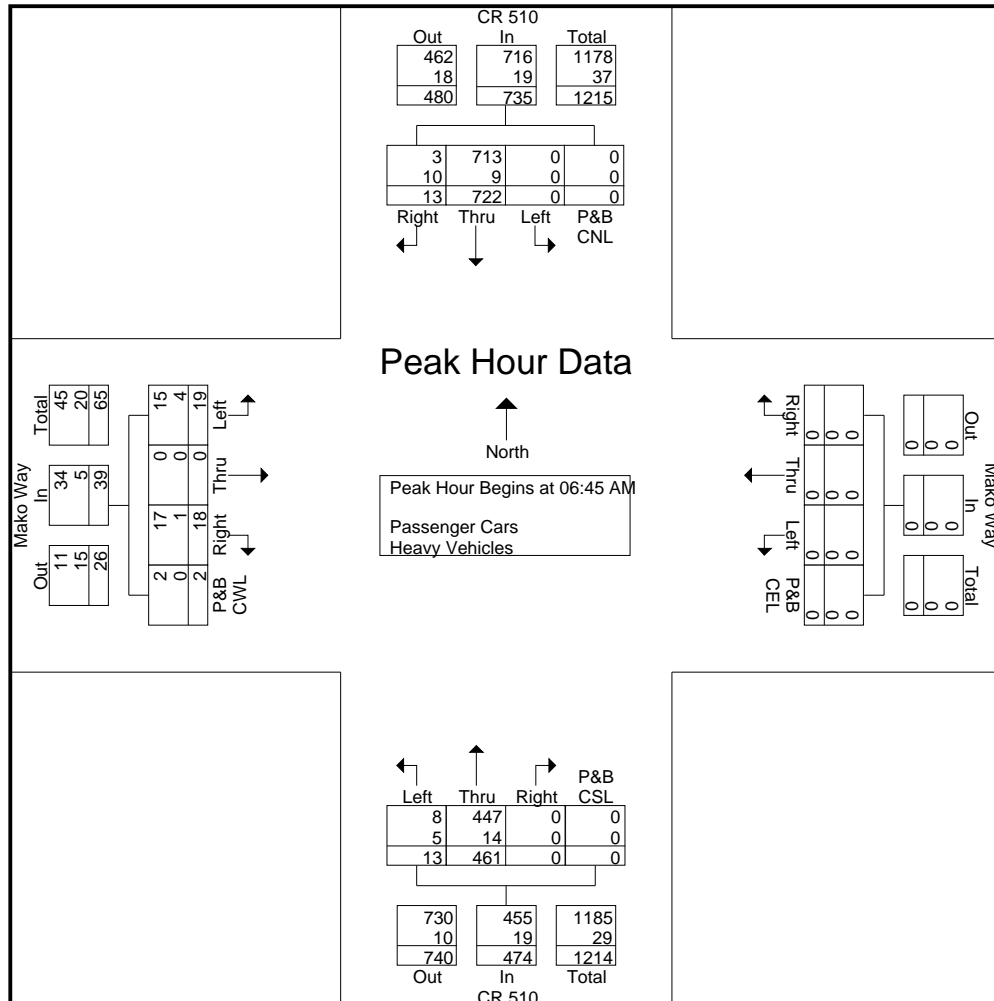 CR 510
Out In Total
462 716 1178
18 19 37
480 735 1215
3 713 0 0
10 9 0 0
13 722 0 0
Right Thru Left P&B
CNL
Peak Hour Data
North
Peak Hour Begins at 06:45 AM
Passenger Cars
Heavy Vehicles
Mako Way
Total In Out
45 34 11
20 5 15
65 39 26
15 0 17 2
4 0 1 0
19 0 18 2
Left Thru Right P&B
CWL
Mako Way
Out In Total
0 0 0
0 0 0
0 0 0
0 0 0 0
0 0 0 0
0 0 0 0
Right Thru Left P&B
CEL
P&B
Left Thru Right CSL
8 447 0 0
5 14 0 0
13 461 0 0
730 455 1185
10 19 29
740 474 1214
Out In Total
CR 510